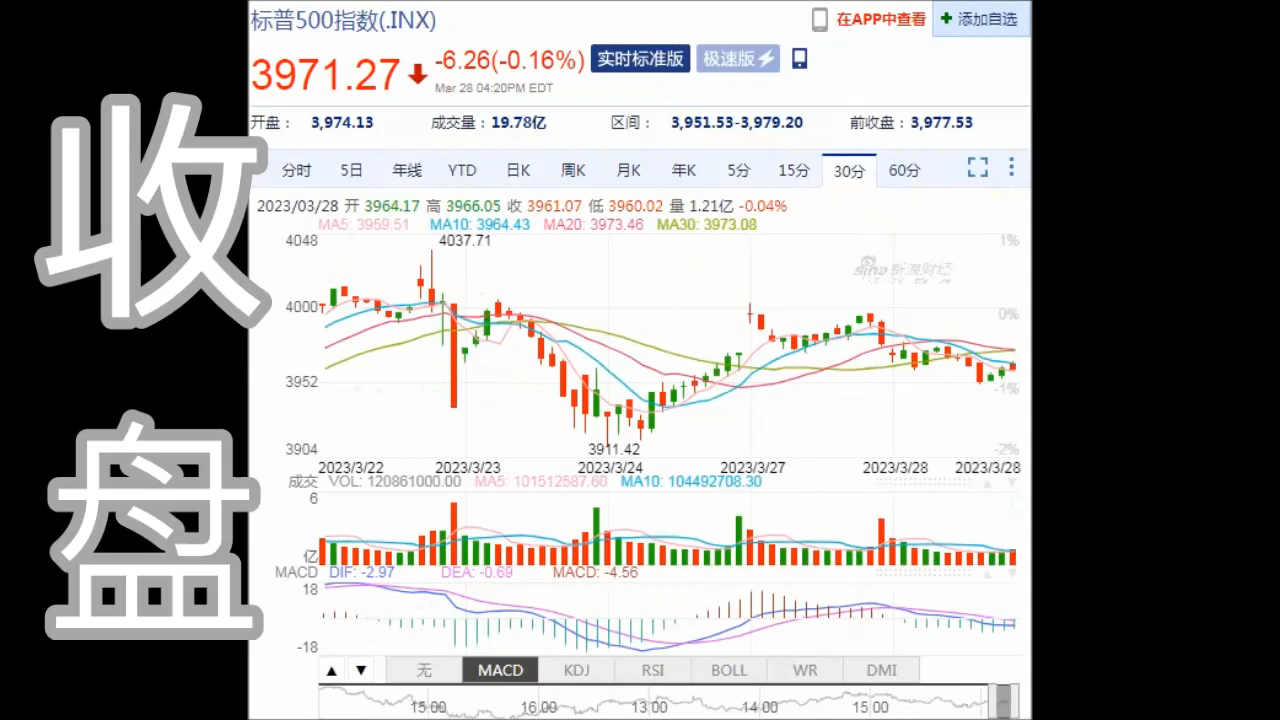 收盘
标普500指数(.INX)
在APP中查看
添加自选
3971.27
-6.26(-0.16%)
实时标准版
极速版
Mar 28 04:20PM EDT
开盘： 3,974.13 成交量：19.78亿 区间： 3,951.53-3,979.20 前收盘：3,977.53
分时 5日 年线 YTD 日K 周K 月K 年K 5分 15分 30分 60分
2023/03/28 开 3964.17 高 3966.05 收 3961.07 低 3960.02 量 1.21亿 -0.04%
MA5: 3959.51 MA10: 3964.43 MA20: 3973.46 MA30: 3973.08
4048 4037.71 1%
sina新浪财经
4000 0%
3952 -1%
3904 3911.42 -2%
2023/3/22 2023/3/23 2023/3/24 2023/3/27 2023/3/28 2023/3/28
成交 VOL: 120861000.00 MA5: 101512587.60 MA10: 104492708.30
6
亿
MACD DIF: -2.97 DEA: -0.69 MACD: -4.56
18
-18
▲ ▼ 无 MACD KDJ RSI BOLL WR DMI
15:00 16:00 13:00 14:00 15:00